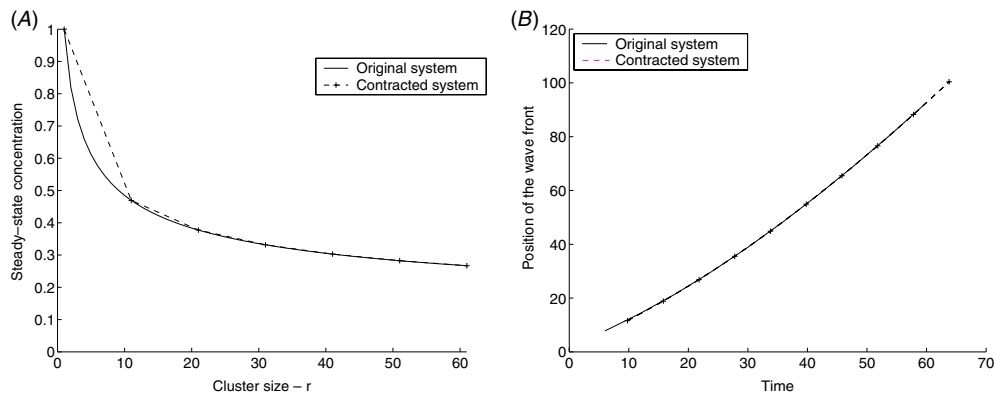 (A)
1
0.9
0.8
0.7
0.6
0.5
0.4
0.3
0.2
0.1
0
Steady–state concentration
Original system
Contracted system
0 10 20 30 40 50 60
Cluster size – r
(B)
120
100
80
60
40
20
0
Position of the wave front
Original system
Contracted system
0 10 20 30 40 50 60 70
Time